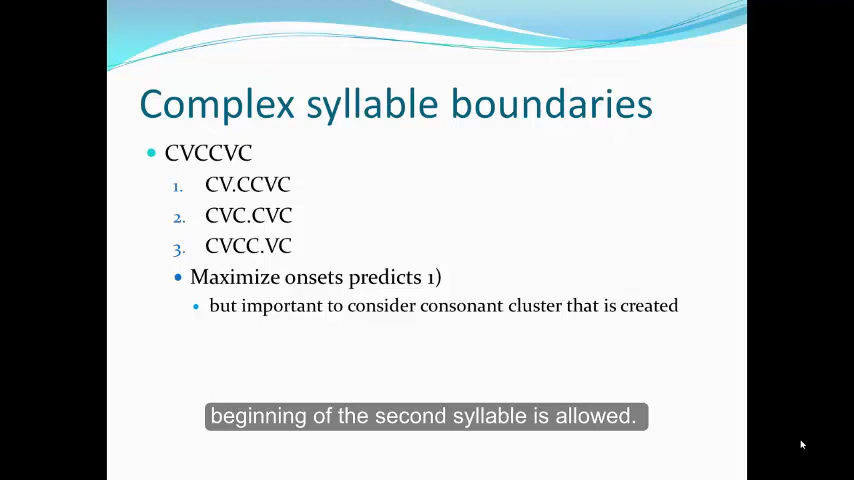 Complex syllable boundaries
• CVCCVC
1. CV.CCVC
2. CVC.CVC
3. CVCC.VC
• Maximize onsets predicts 1)
• but important to consider consonant cluster that is created
beginning of the second syllable is allowed.